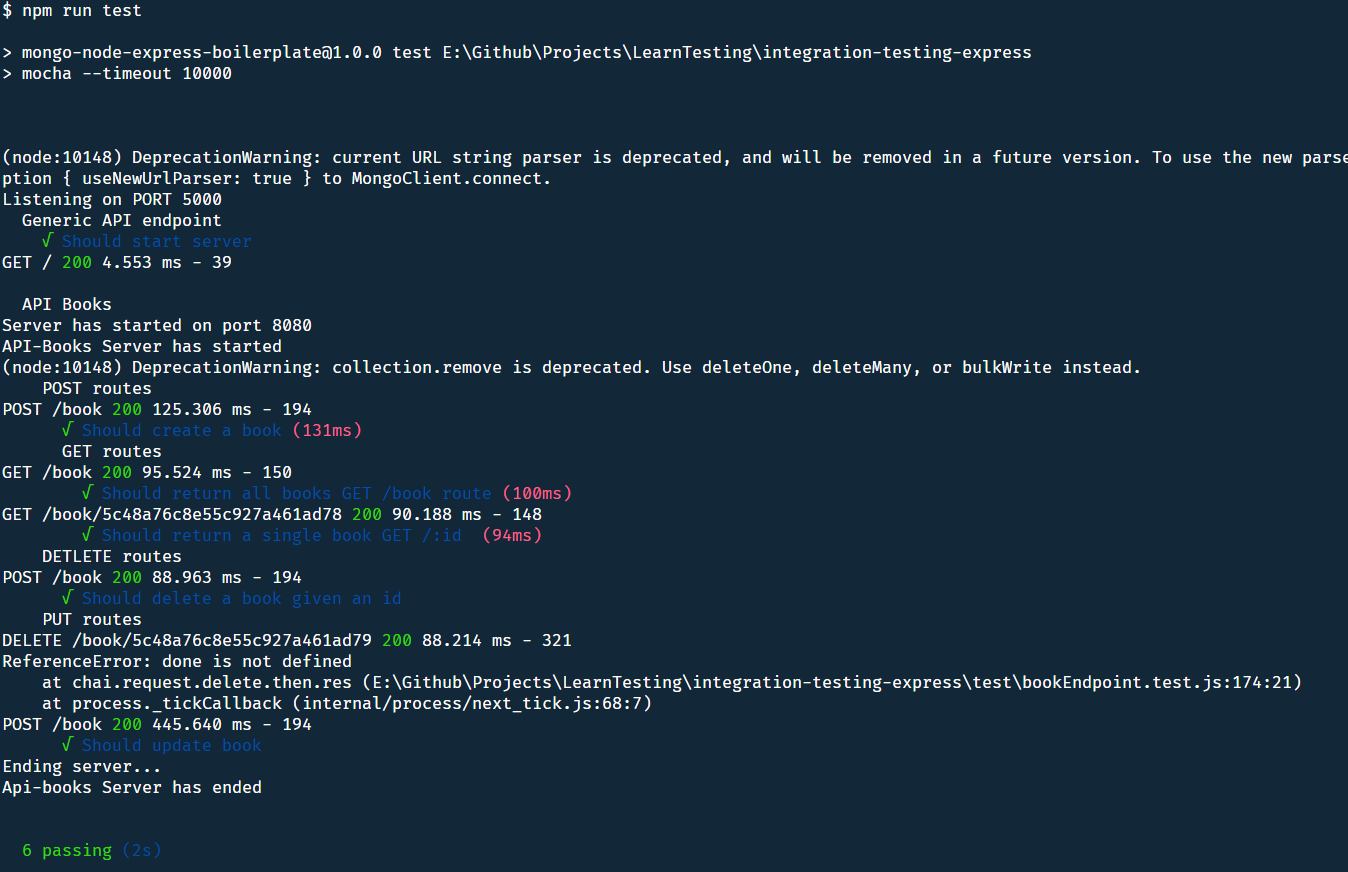 $ npm run test
> mongo-node-express-boilerplate@1.0.0 test E:\Github\Projects\LearnTesting\integration-testing-express
> mocha --timeout 10000
(node:10148) DeprecationWarning: current URL string parser is deprecated, and will be removed in a future version. To use the new parse
ption { useNewUrlParser: true } to MongoClient.connect.
Listening on PORT 5000
Generic API endpoint
√ Should start server
GET / 200 4.553 ms - 39
API Books
Server has started on port 8080
API-Books Server has started
(node:10148) DeprecationWarning: collection.remove is deprecated. Use deleteOne, deleteMany, or bulkWrite instead.
POST routes
POST /book 200 125.306 ms - 194
√ Should create a book (131ms)
GET routes
GET /book 200 95.524 ms - 150
√ Should return all books GET /book route (100ms)
GET /book/5c48a76c8e55c927a461ad78 200 90.188 ms - 148
√ Should return a single book GET /:id  (94ms)
DETLETE routes
POST /book 200 88.963 ms - 194
√ Should delete a book given an id
PUT routes
DELETE /book/5c48a76c8e55c927a461ad79 200 88.214 ms - 321
ReferenceError: done is not defined
at chai.request.delete.then.res (E:\Github\Projects\LearnTesting\integration-testing-express\test\bookEndpoint.test.js:174:21)
at process._tickCallback (internal/process/next_tick.js:68:7)
POST /book 200 445.640 ms - 194
√ Should update book
Ending server...
Api-books Server has ended
6 passing (2s)